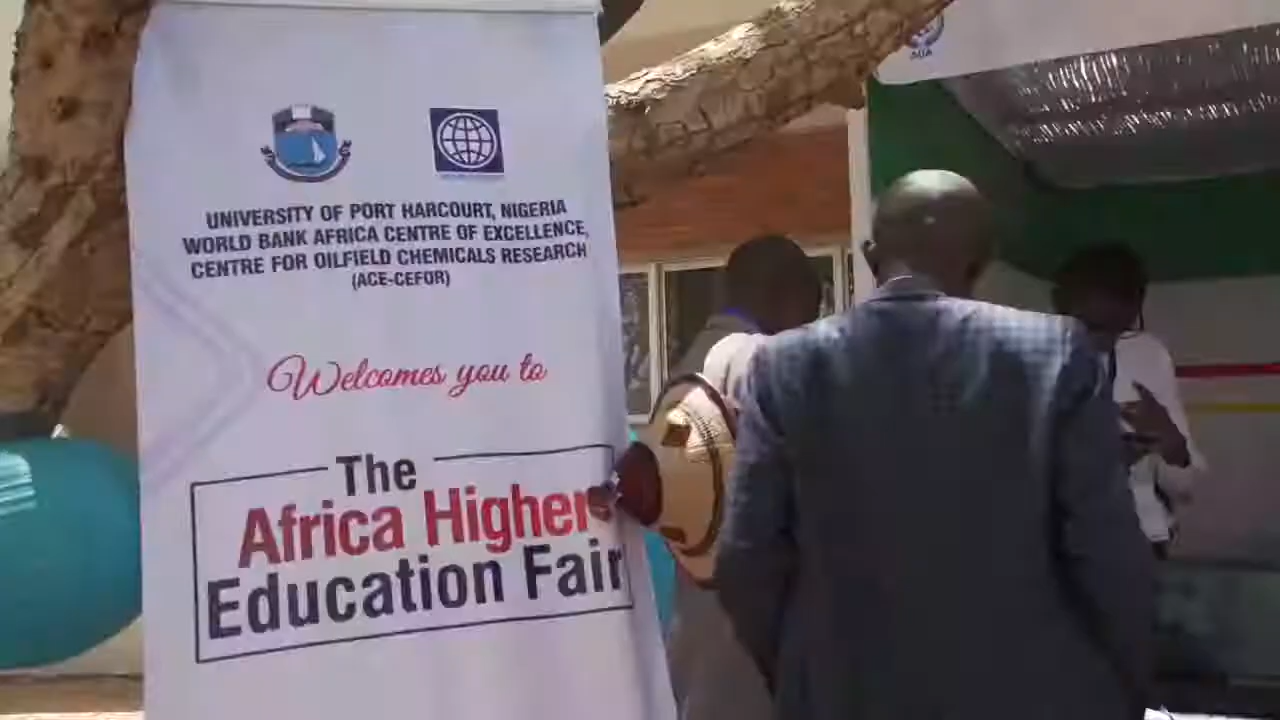 UNIVERSITY OF PORT HARCOURT, NIGERIA
WORLD BANK AFRICA CENTRE OF EXCELLENCE,
CENTRE FOR OILFIELD CHEMICALS RESEARCH
(ACE-CEFOR)
Welcomes you to
The
Africa Higher
Education Fair